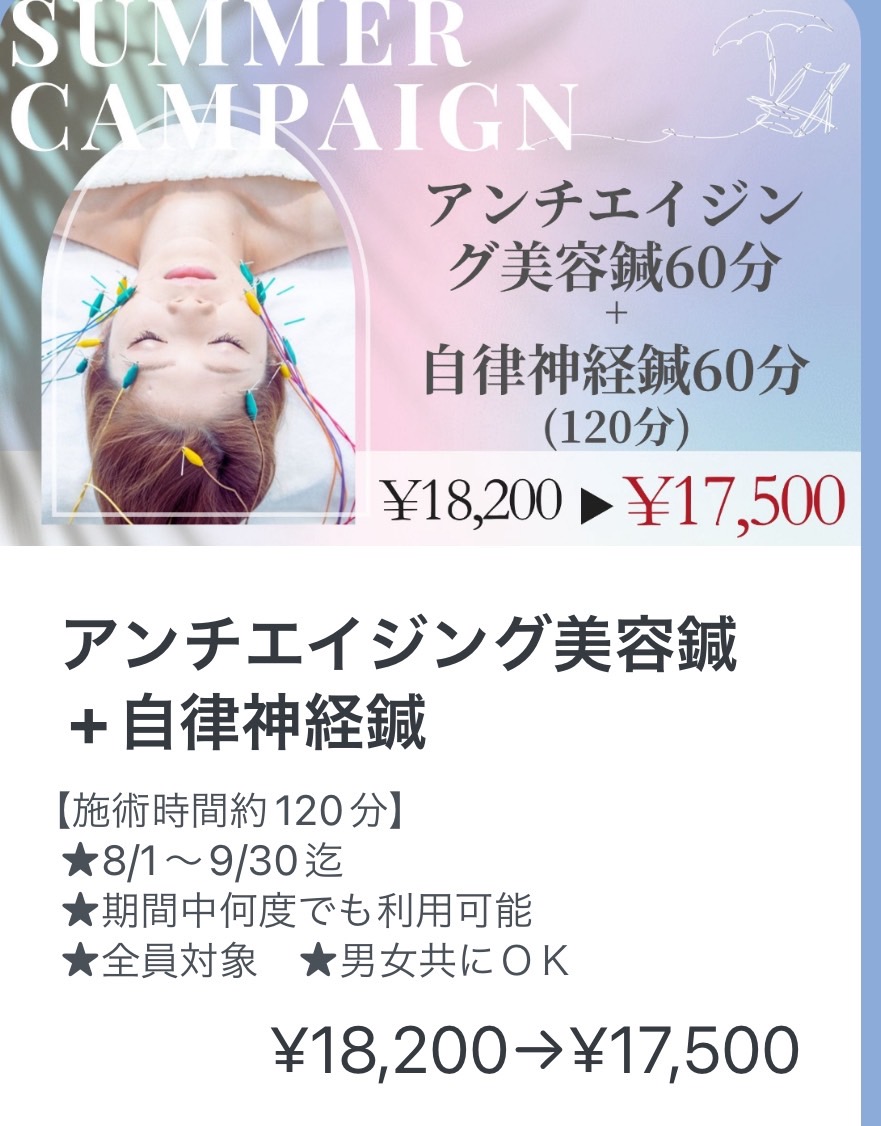 SUMMER
CAMPAIGN
アンチエイジン
グ美容鍼60分
+
自律神経鍼60分
(120分)
¥18,200 ▶ ¥17,500
アンチエイジング美容鍼
+自律神経鍼
【施術時間約120分】
★8/1～9/30迄
★期間中何度でも利用可能
★全員対象　★男女共にＯＫ
¥18,200→¥17,500